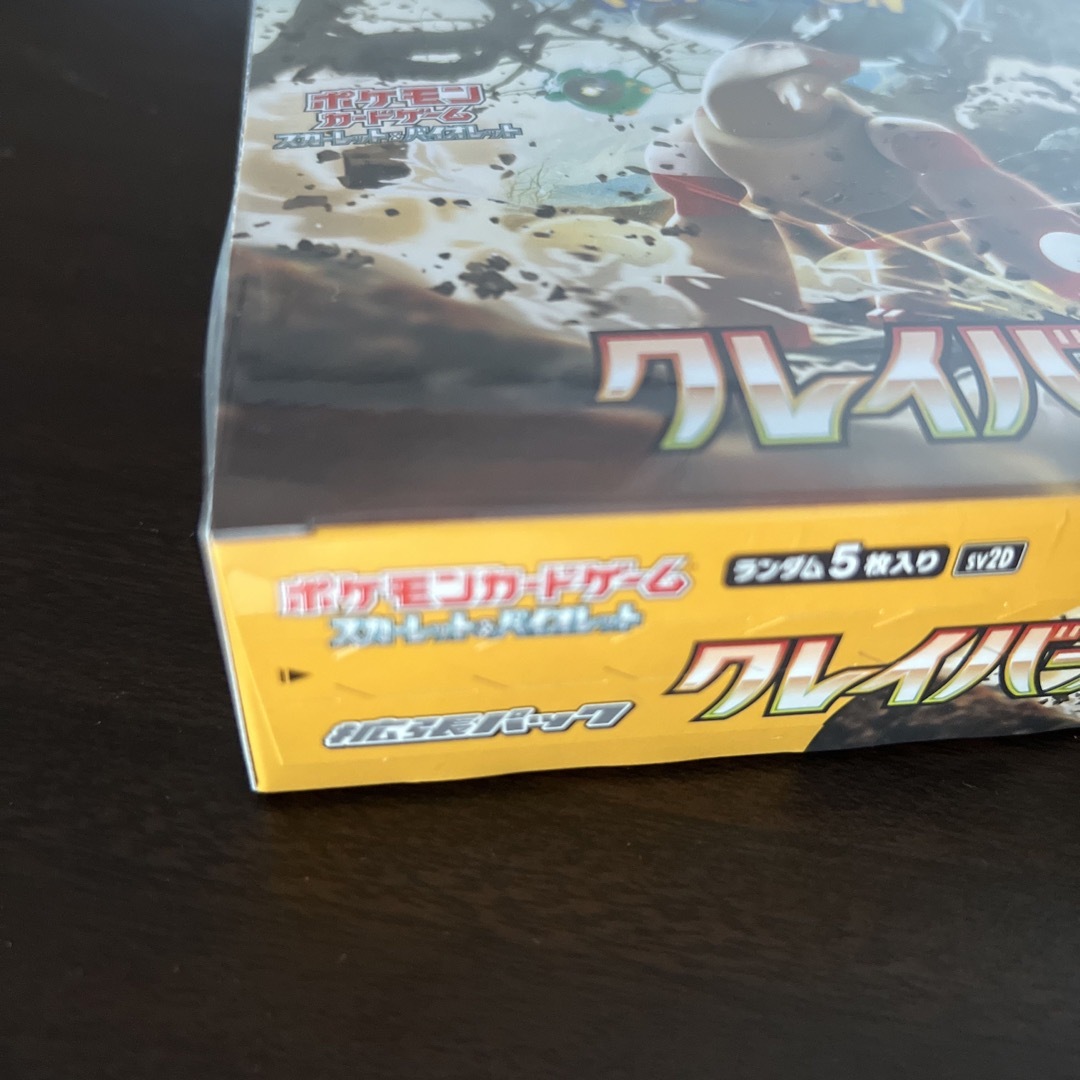 ポケモン
カードゲーム
スカーレット&バイオレット
クレイバ
ポケモンカードゲーム
スカーレット&バイオレット
ランダム5枚入り SV2D
クレイバ
拡張パック